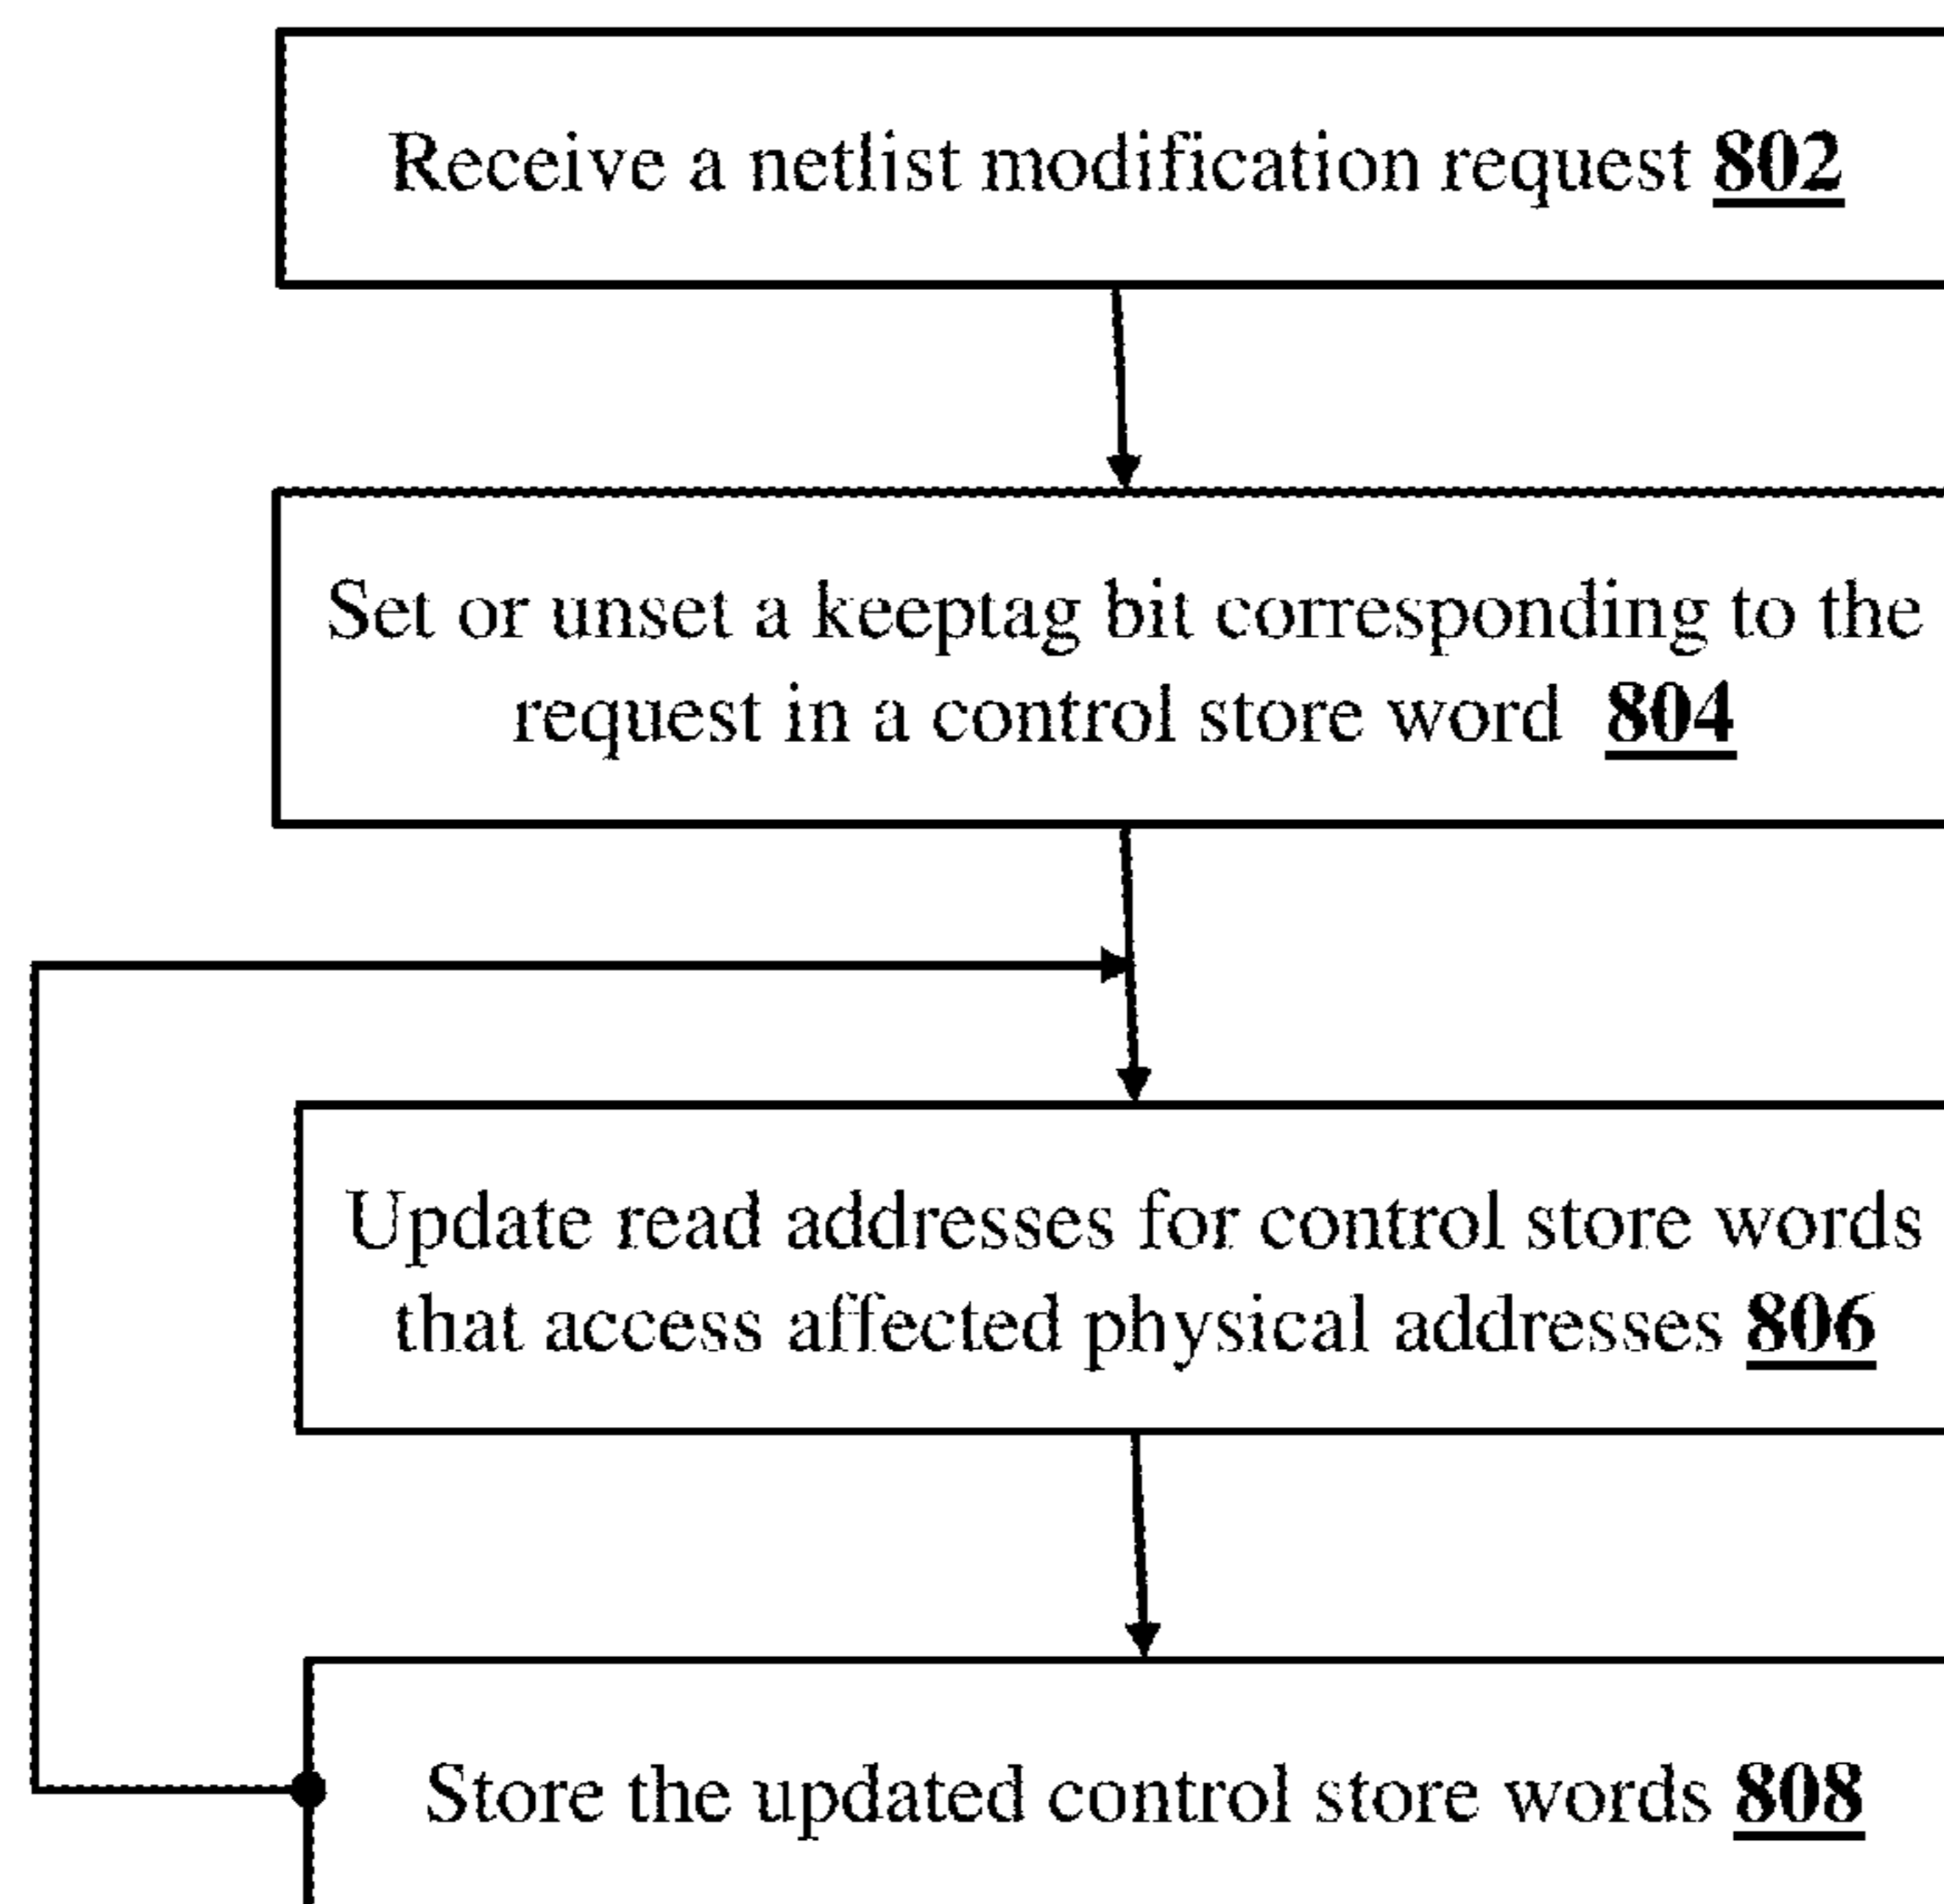 Receive a netlist modification request 802
Set or unset a keeptag bit corresponding to the
request in a control store word 804
Update read addresses for control store words
that access affected physical addresses 806
Store the updated control store words 808